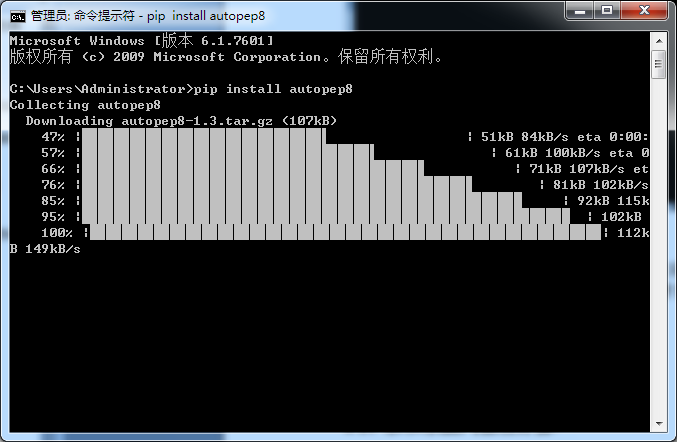 管理员: 命令提示符 - pip  install autopep8
Microsoft Windows [版本 6.1.7601]
版权所有 (c) 2009 Microsoft Corporation。保留所有权利。
C:\Users\Administrator>pip install autopep8
Collecting autopep8
  Downloading autopep8-1.3.tar.gz (107kB)
47% | | 51kB 84kB/s eta 0:00:
57% | | 61kB 100kB/s eta 0
66% | | 71kB 107kB/s et
76% | | 81kB 102kB/s
85% | | 92kB 115k
95% | | 102kB
100% | | 112k
B 149kB/s